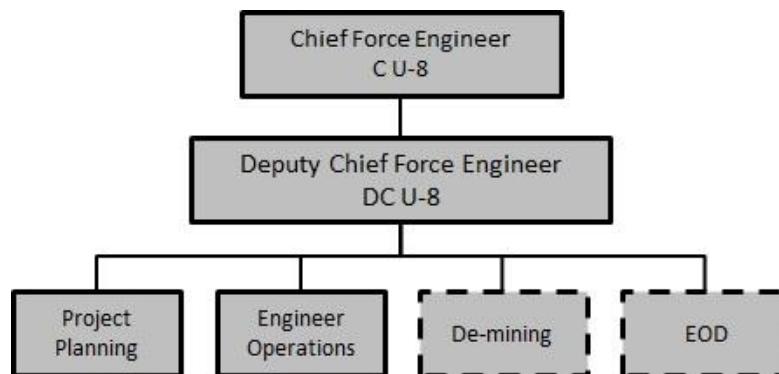 Chief Force Engineer
C U-8
Deputy Chief Force Engineer
DC U-8
Project
Planning
Engineer
Operations
De-mining
EOD